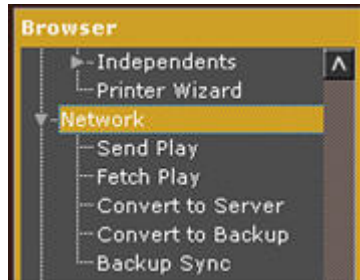 Browser
Independents
Printer Wizard
Network
Send Play
Fetch Play
Convert to Server
Convert to Backup
Backup Sync